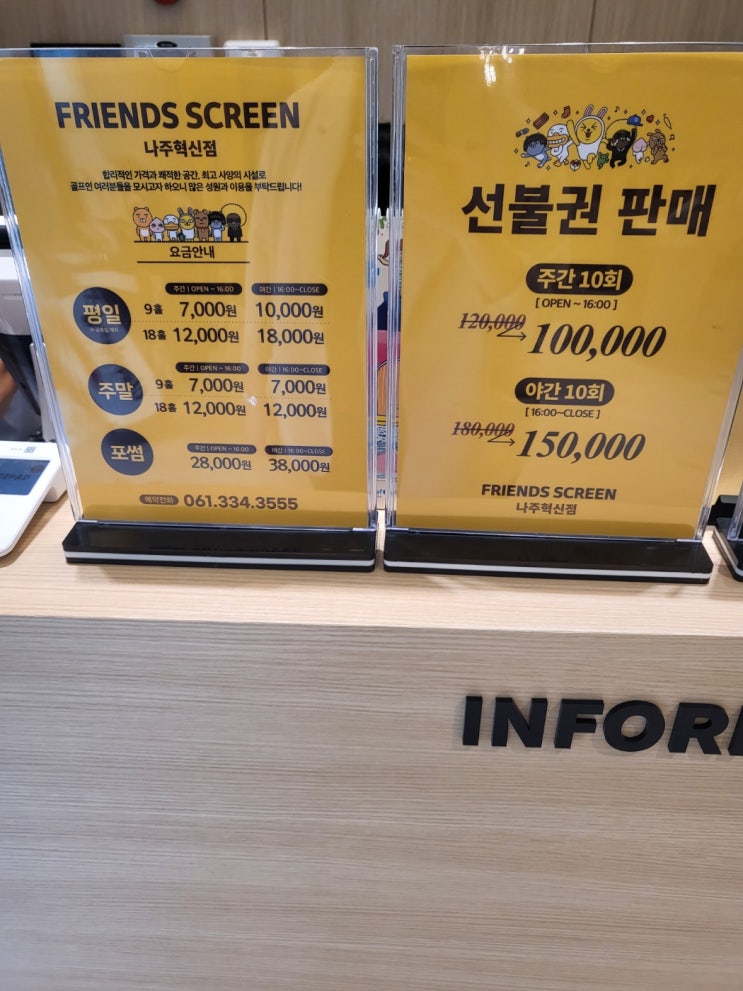 FRIENDS SCREEN
나주혁신점
합리적인 가격과 쾌적한 공간, 최고 사양의 시설로
골프인 여러분들을 모시고자 하오니 많은 성원과 이용을 부탁드립니다!
요금안내
주간 | OPEN ~ 16:00 야간 | 16:00~CLOSE
평일 9홀 7,000원 10,000원
18홀 12,000원 18,000원
주간 | OPEN ~ 16:00 야간 | 16:00~CLOSE
주말 9홀 7,000원 7,000원
18홀 12,000원 12,000원
포썸 주간 | OPEN ~ 16:00 야간 | 16:00~CLOSE
28,000원 38,000원
예약전화 061.334.3555
선불권 판매
주간 10회
[ OPEN ~ 16:00 ]
120,000 100,000
야간 10회
[ 16:00~CLOSE ]
180,000 150,000
FRIENDS SCREEN
나주혁신점
INFOR